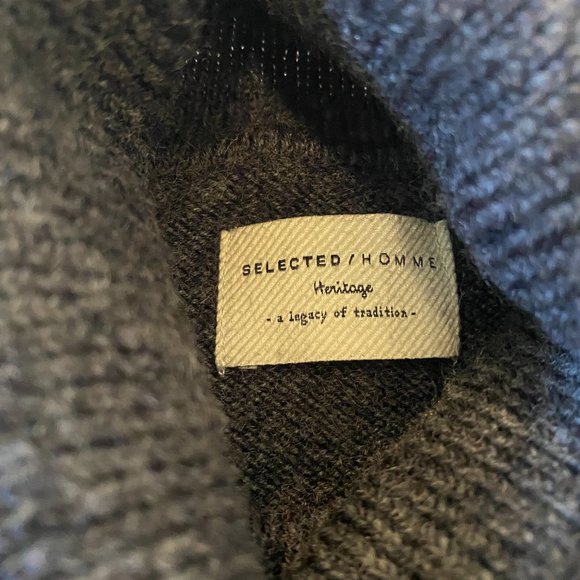 SELECTED / HOMME
Heritage
- a legacy of tradition -